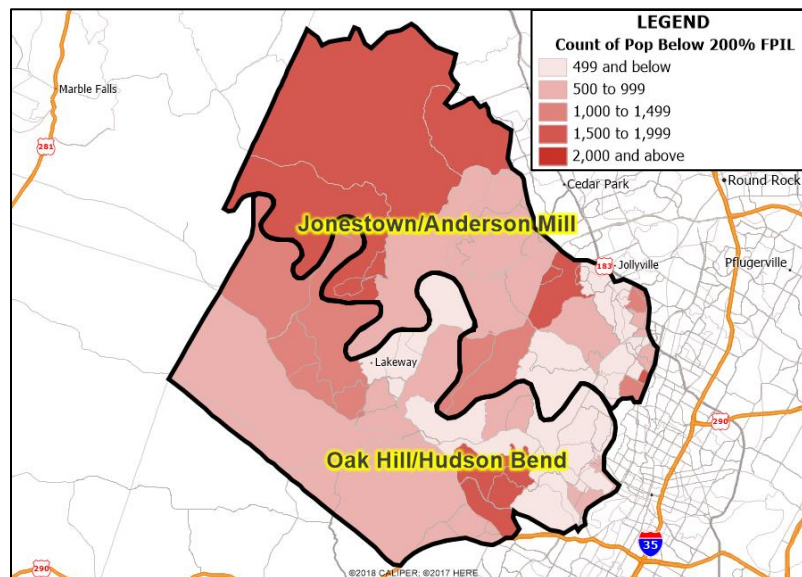 LEGEND
Count of Pop Below 200% FPIL
499 and below
500 to 999
1,000 to 1,499
1,500 to 1,999
2,000 and above
Marble Falls
281
Cedar Park
Round Rock
Jonestown/Anderson Mill
183
Jollyville
Pflugerville
Lakeway
290
Oak Hill/Hudson Bend
35
290
©2018 CALIPER; ©2017 HERE